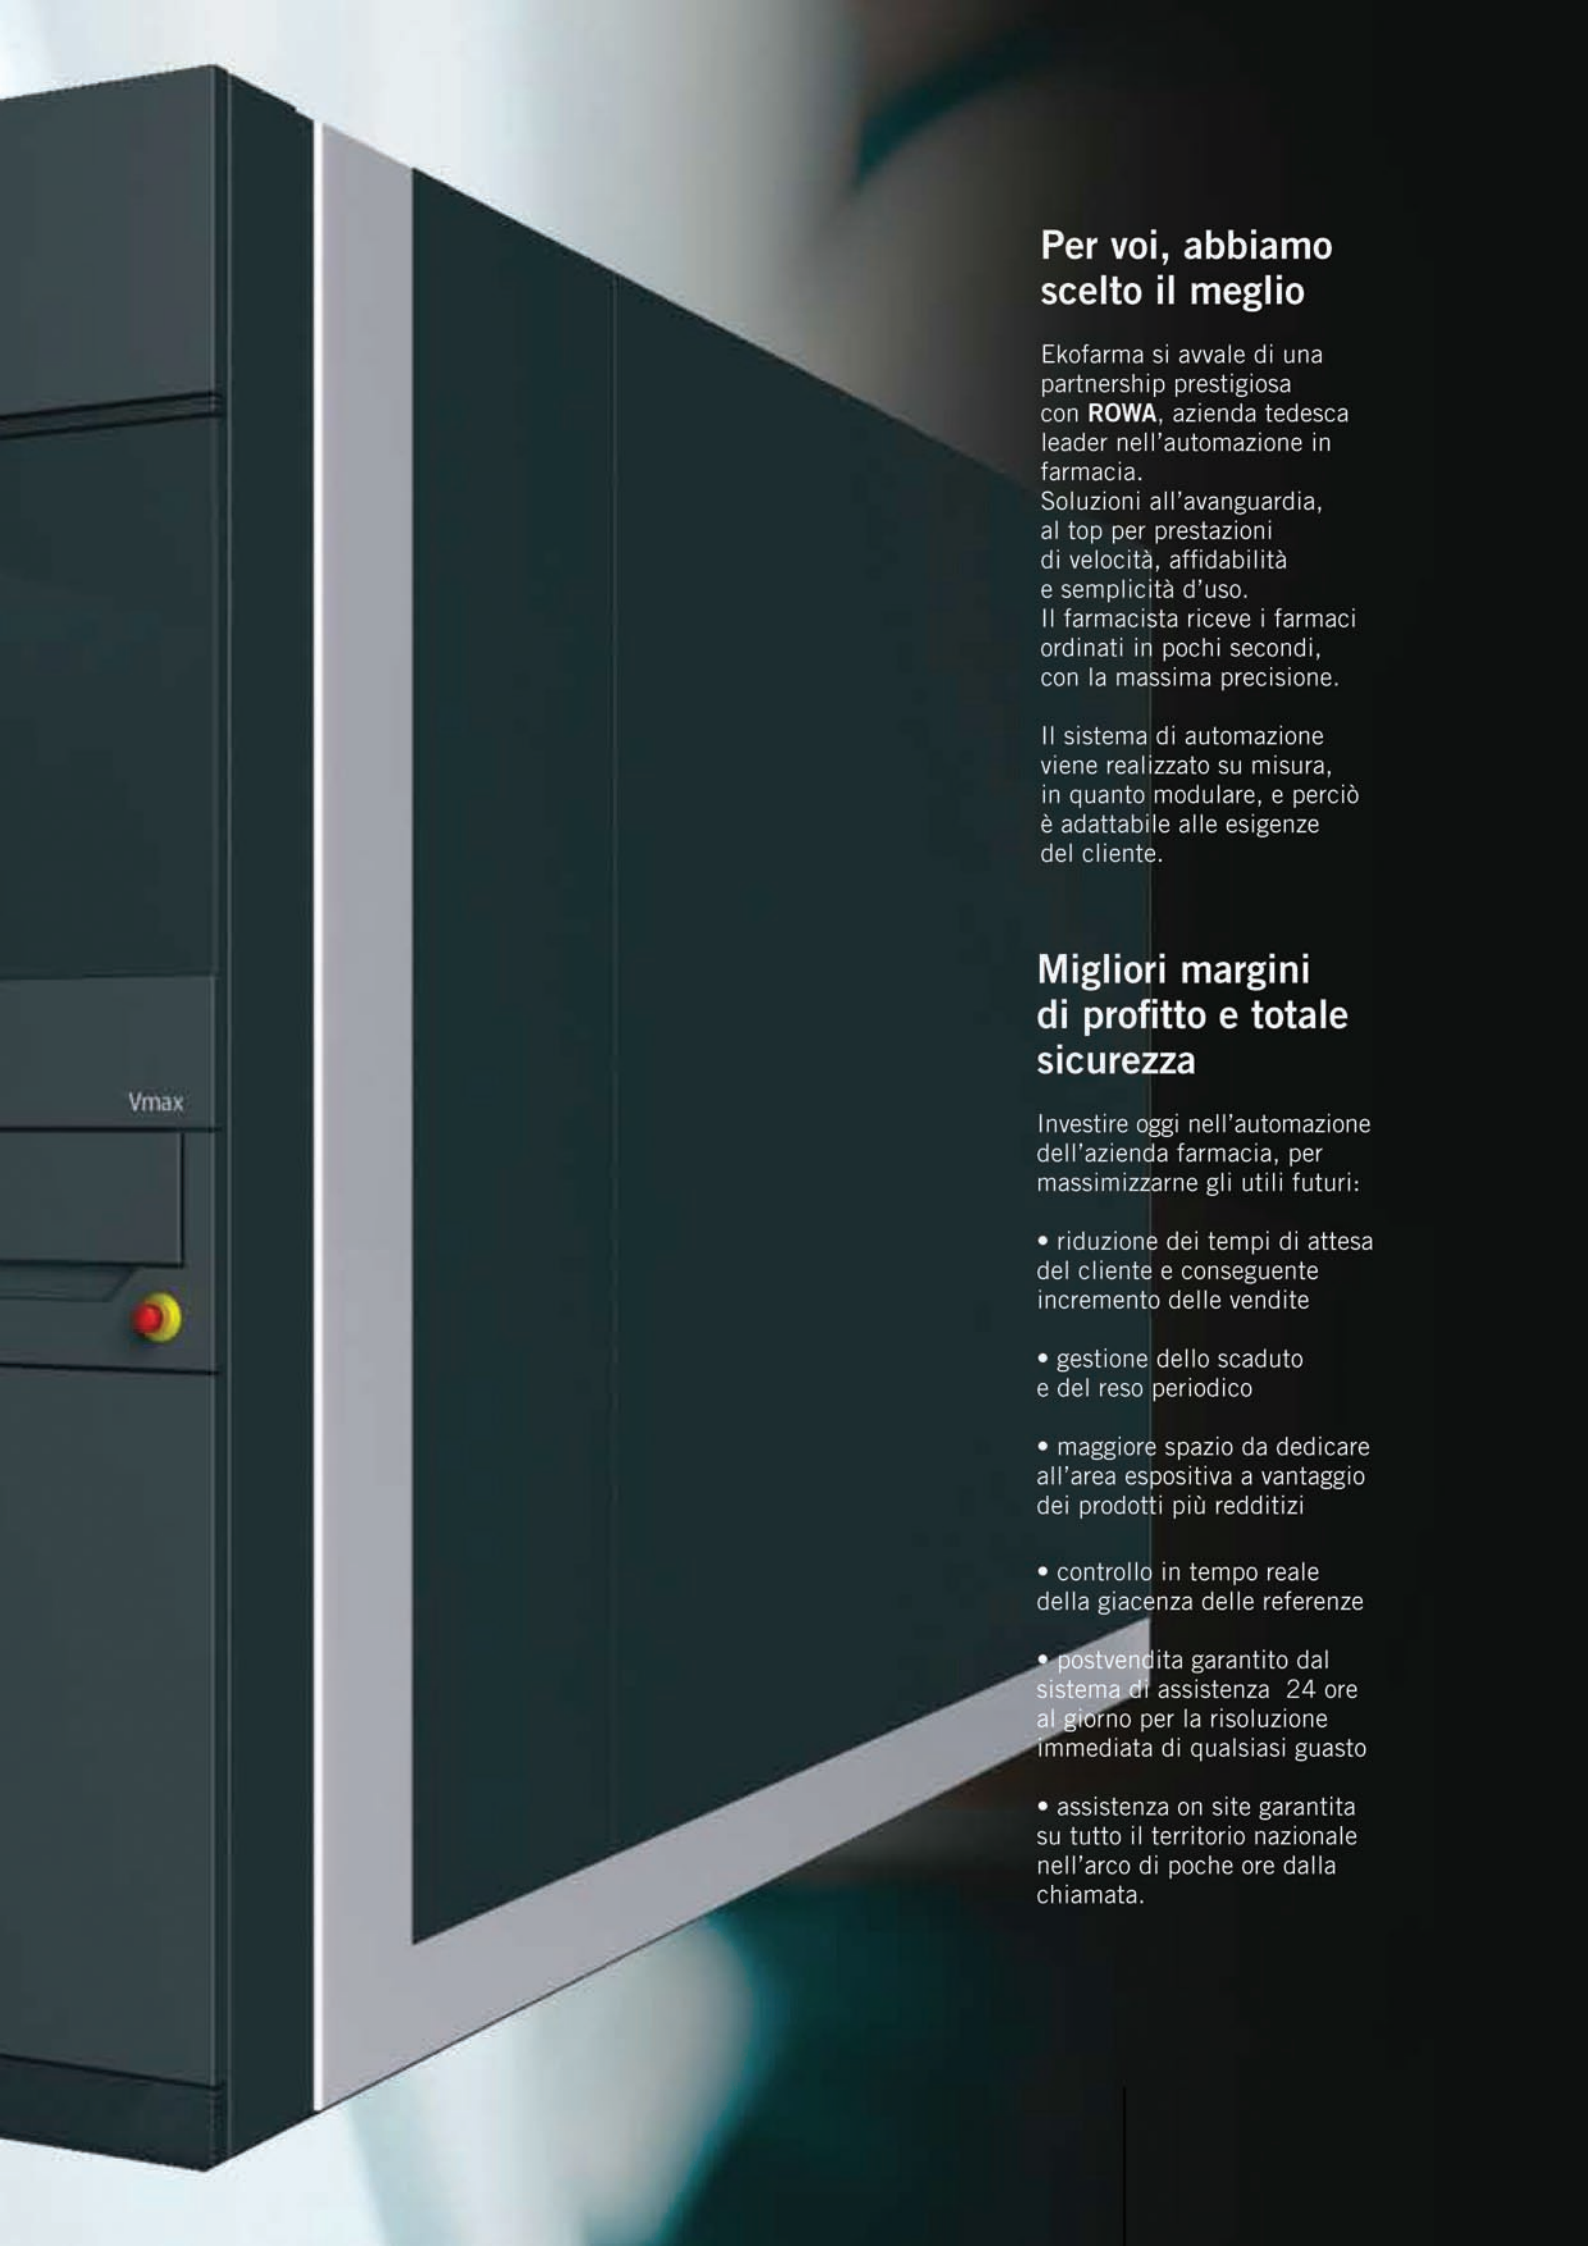 Per voi, abbiamo
scelto il meglio
Ekofarma si avvale di una
partnership prestigiosa
con ROWA, azienda tedesca
leader nell'automazione in
farmacia.
Soluzioni all'avanguardia,
al top per prestazioni
di velocità, affidabilità
e semplicità d'uso.
Il farmacista riceve i farmaci
ordinati in pochi secondi,
con la massima precisione.
Il sistema di automazione
viene realizzato su misura,
in quanto modulare, e perciò
è adattabile alle esigenze
del cliente.
Migliori margini
di profitto e totale
sicurezza
Investire oggi nell'automazione
dell'azienda farmacia, per
massimizzarne gli utili futuri:
• riduzione dei tempi di attesa
del cliente e conseguente
incremento delle vendite
• gestione dello scaduto
e del reso periodico
• maggiore spazio da dedicare
all'area espositiva a vantaggio
dei prodotti più redditizi
• controllo in tempo reale
della giacenza delle referenze
• postvendita garantito dal
sistema di assistenza  24 ore
al giorno per la risoluzione
immediata di qualsiasi guasto
• assistenza on site garantita
su tutto il territorio nazionale
nell'arco di poche ore dalla
chiamata.
Vmax